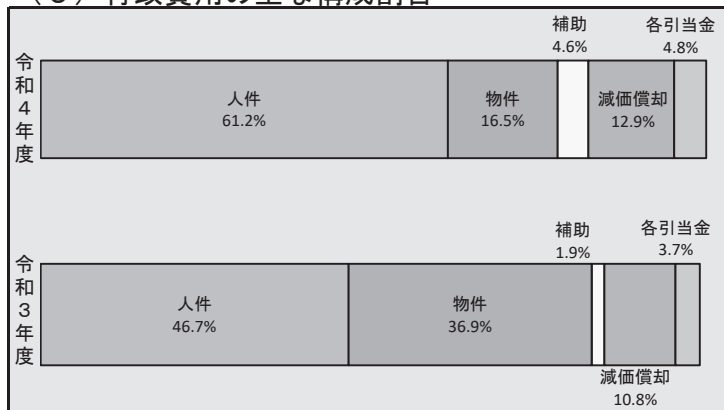 補助
4.6%
各引当金
4.8%
令和4年度
人件
61.2%
物件
16.5%
減価償却
12.9%
補助
1.9%
各引当金
3.7%
令和3年度
人件
46.7%
物件
36.9%
減価償却
10.8%